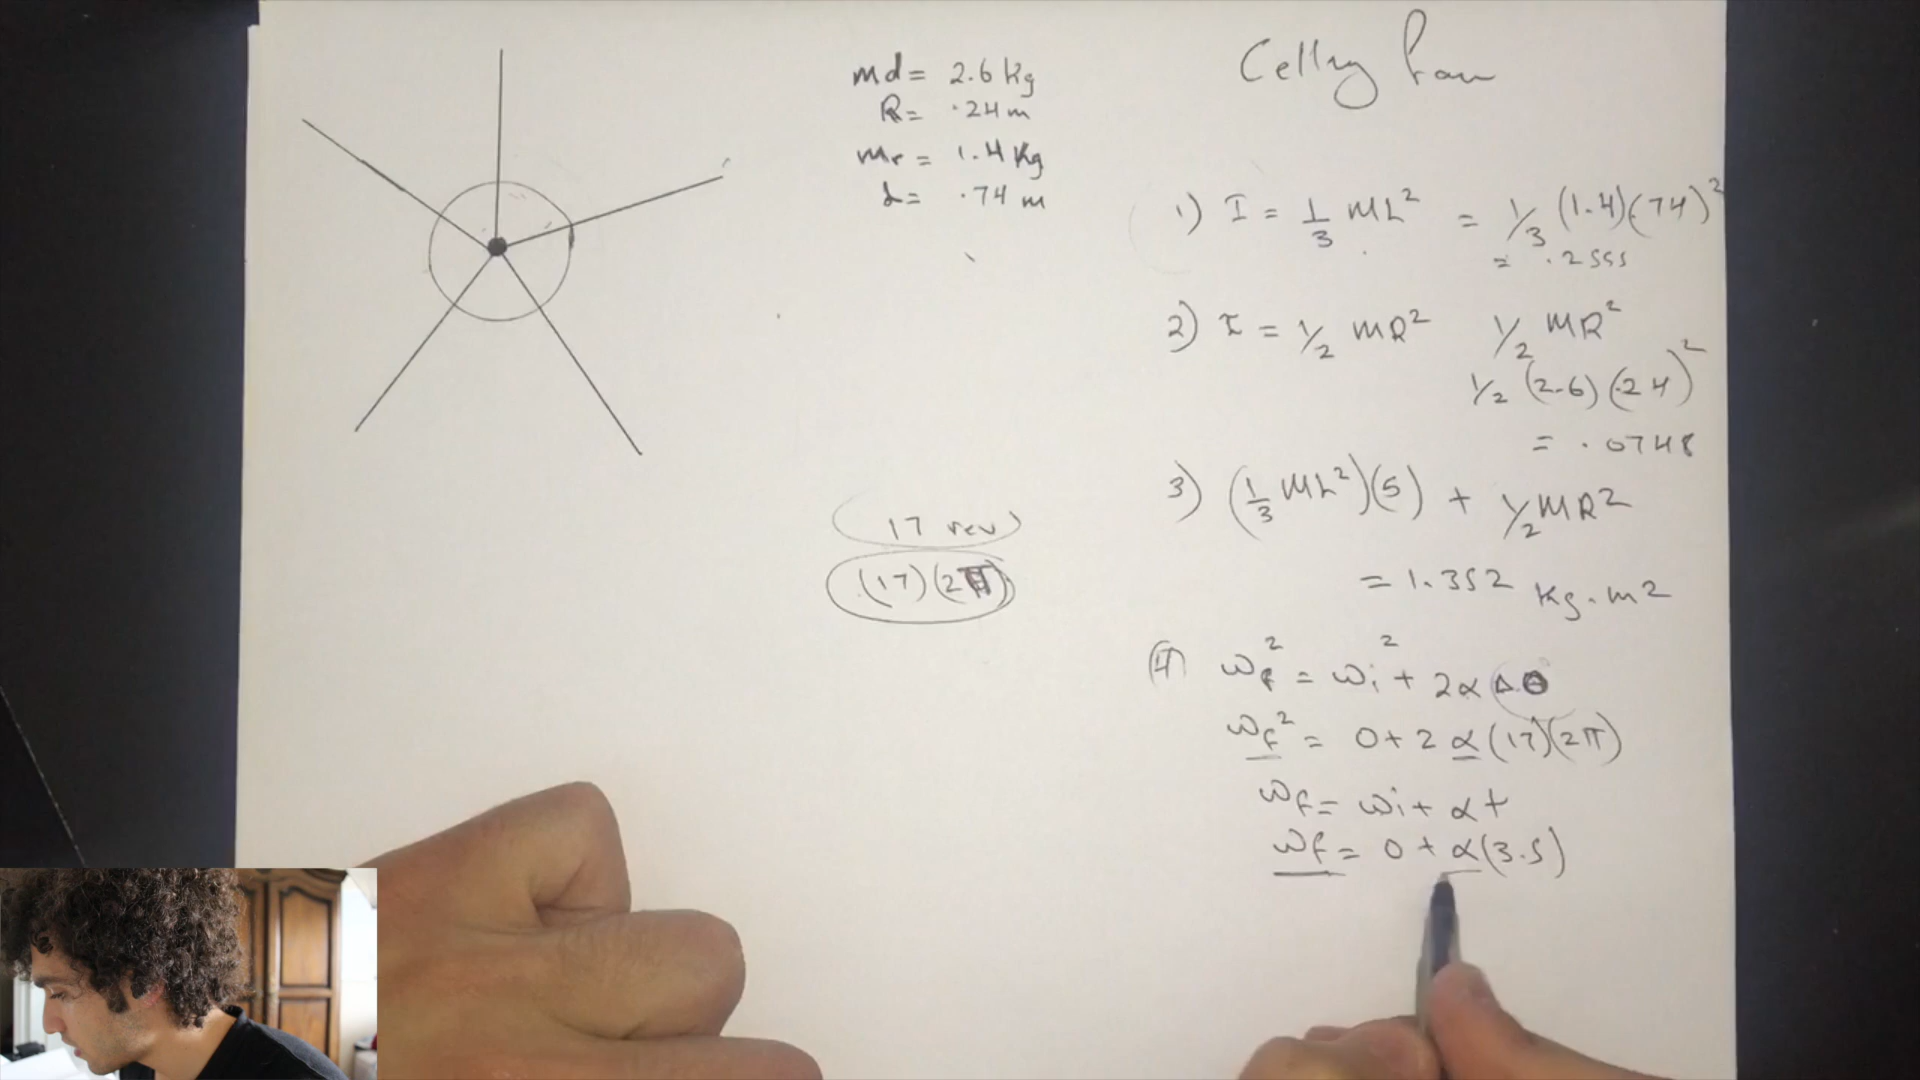 Celing Fan
md = 2.6 kg
R = .24 m
mr = 1.4 kg
L = .74 m
1) I = 1/3 ML² = 1/3 (1.4)(.74)²
= .2555
2) I = 1/2 MR² 1/2 MR²
1/2 (2.6)(.24)²
= .0748
3) (1/3 ML²)(5) + 1/2 MR²
= 1.352 kg.m2
17 rev
(17)(2π)
4) ωf² = ωi² + 2α Δθ
ωf² = 0 + 2 α (17)(2π)
ωf = ωi + αt
ωf = 0 + α(3.5)